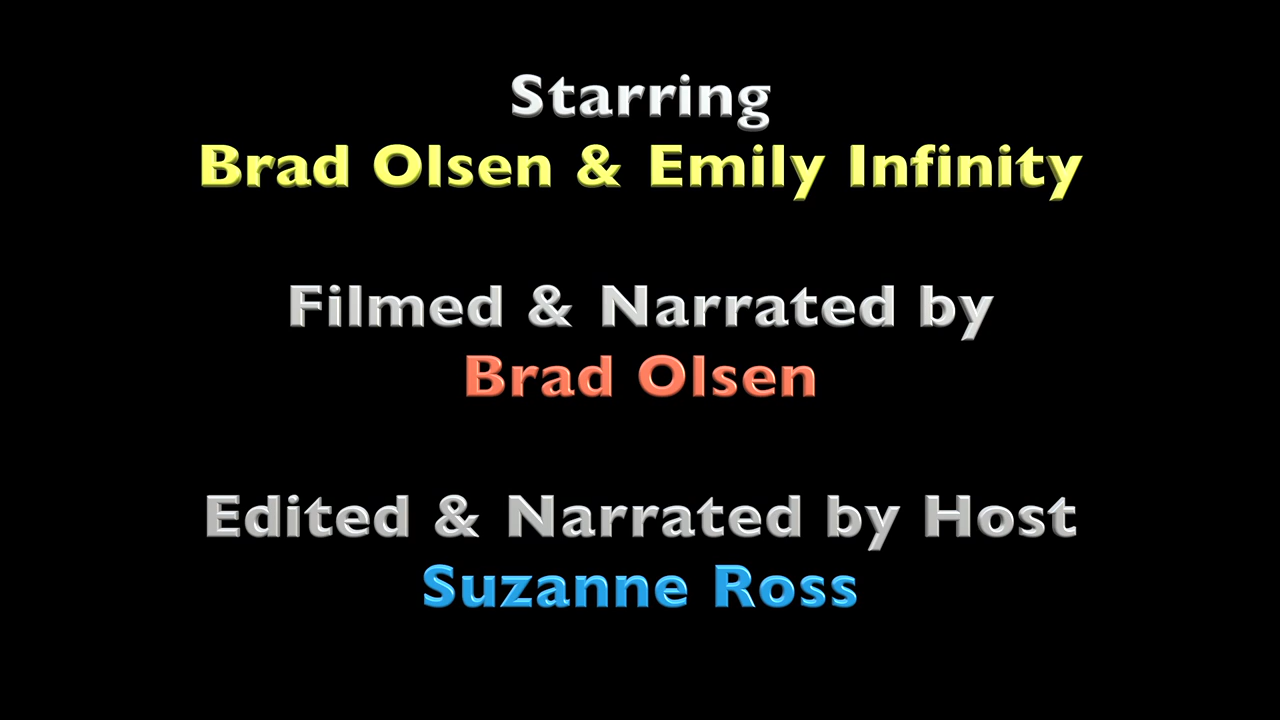 Starring
Brad Olsen & Emily Infinity
Filmed & Narrated by
Brad Olsen
Edited & Narrated by Host
Suzanne Ross